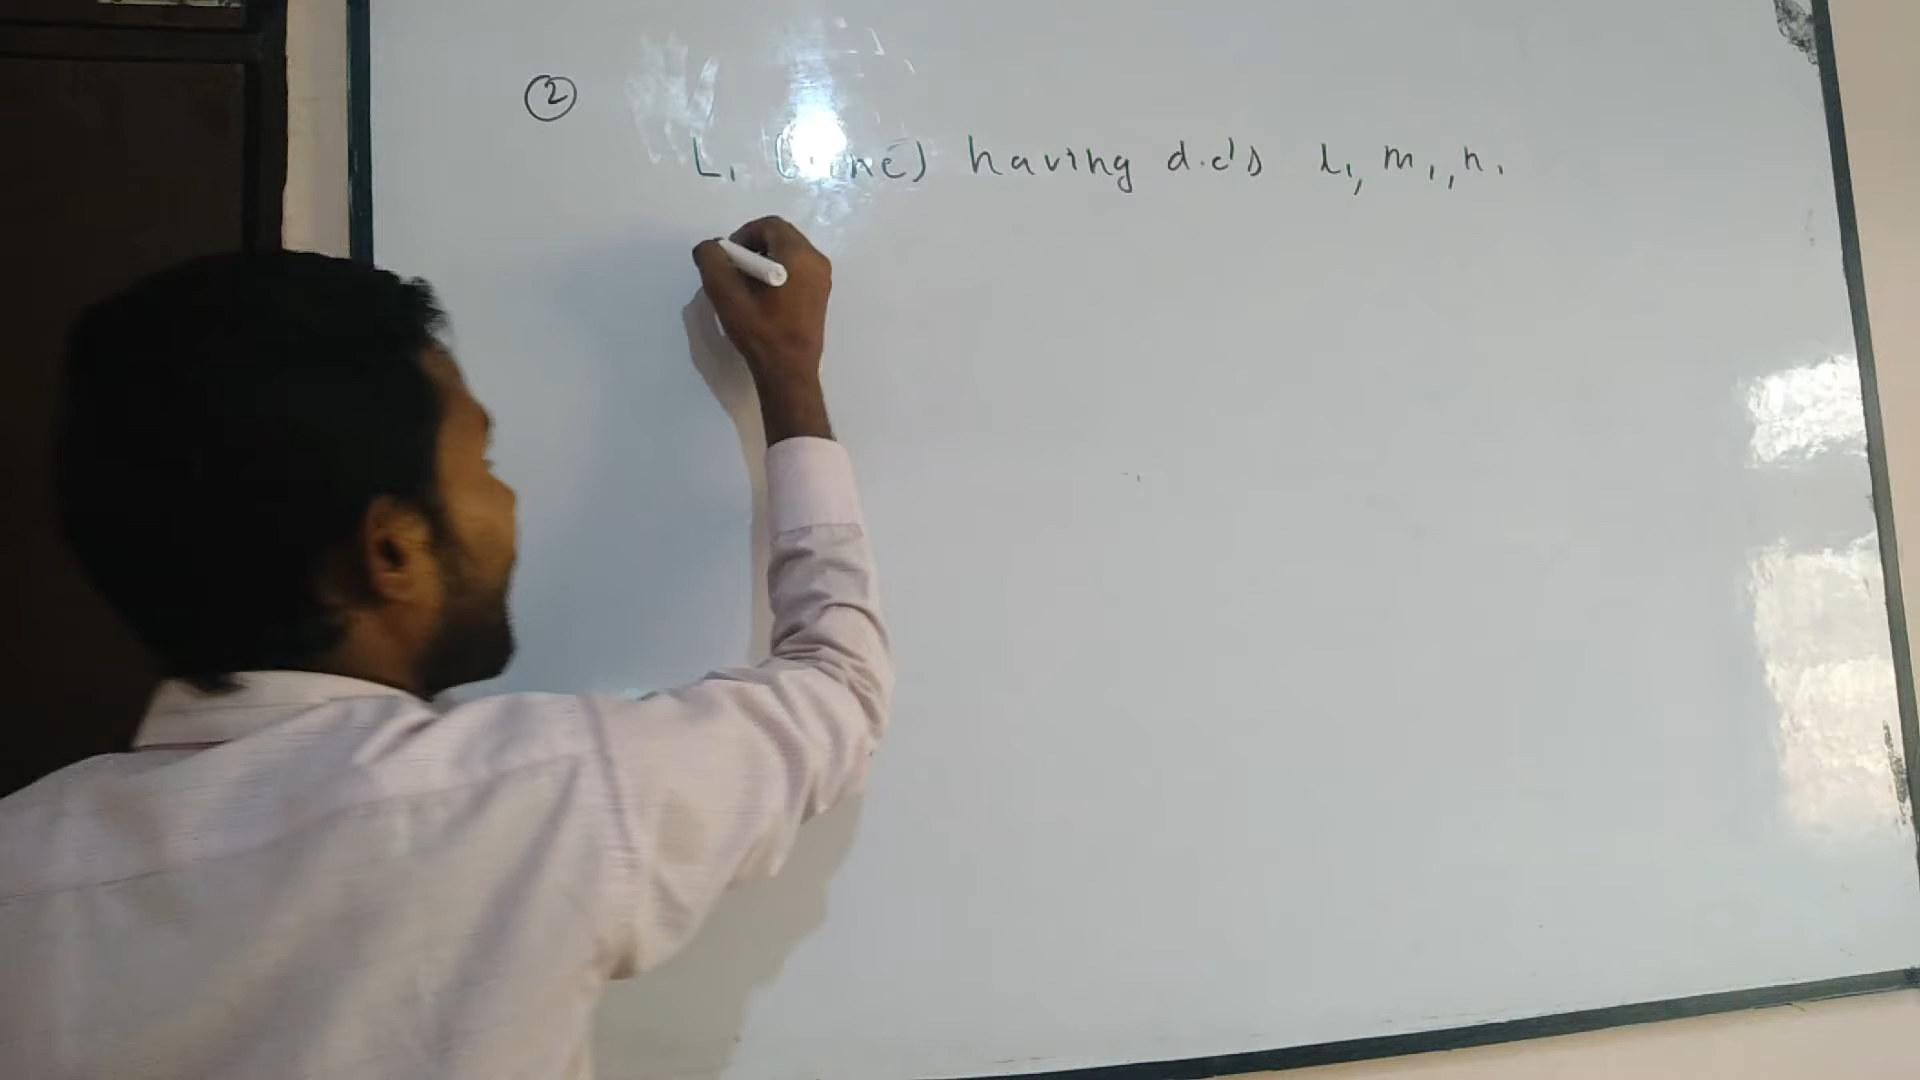 ②
L₁ (line) having d.c's l₁, m₁, n₁